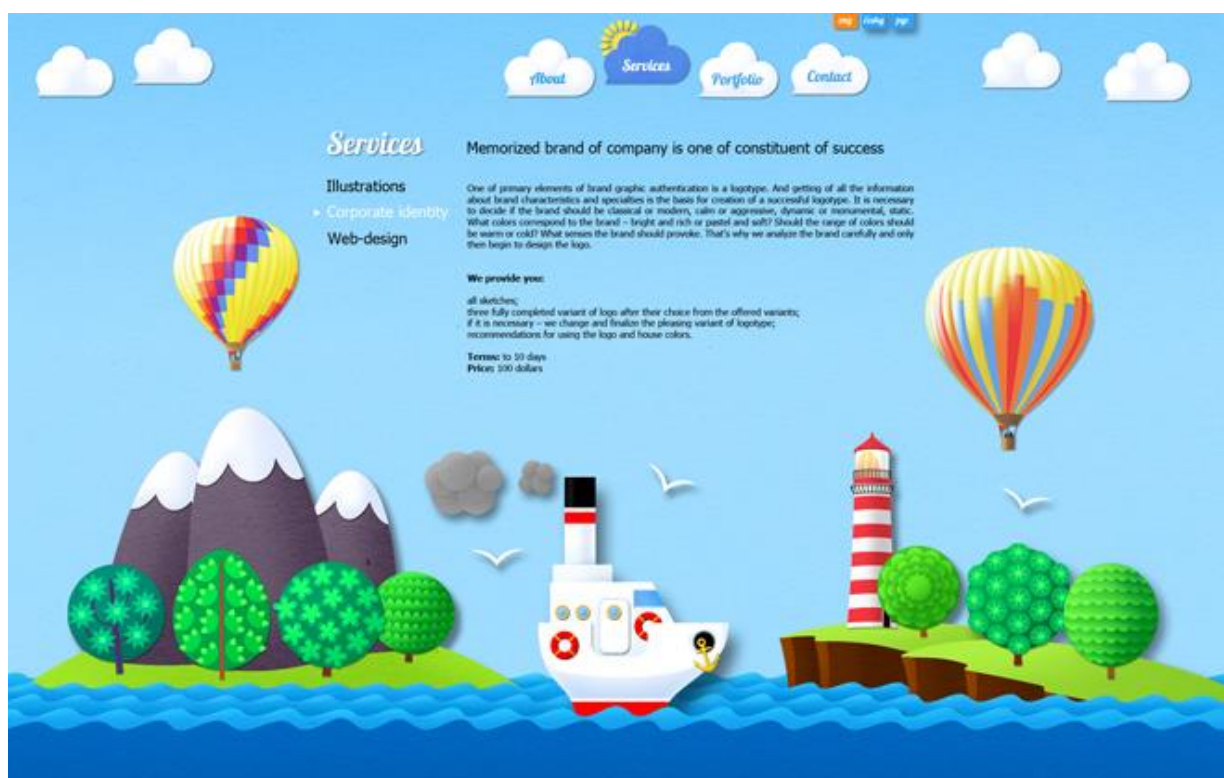 eng česky рус
About
Services
Portfolio
Contact
Services
Illustrations
Corporate identity
Web-design
Memorized brand of company is one of constituent of success
One of primary elements of brand graphic authentication is a logotype. And getting of all the information
about brand characteristics and specialties is the basis for creation of a successful logotype. It is necessary
to decide if the brand should be classical or modern, calm or aggressive, dynamic or monumental, static.
What colors correspond to the brand – bright and rich or pastel and soft? Should the range of colors should
be warm or cold? What senses the brand should provoke. That's why we analyze the brand carefully and only
then begin to design the logo.
We provide you:
all sketches;
three fully completed variant of logo after their choice from the offered variants;
if it is necessary – we change and finalize the pleasing variant of logotype;
recommendations for using the logo and house colors.
Terms: to 10 days
Price: 100 dollars